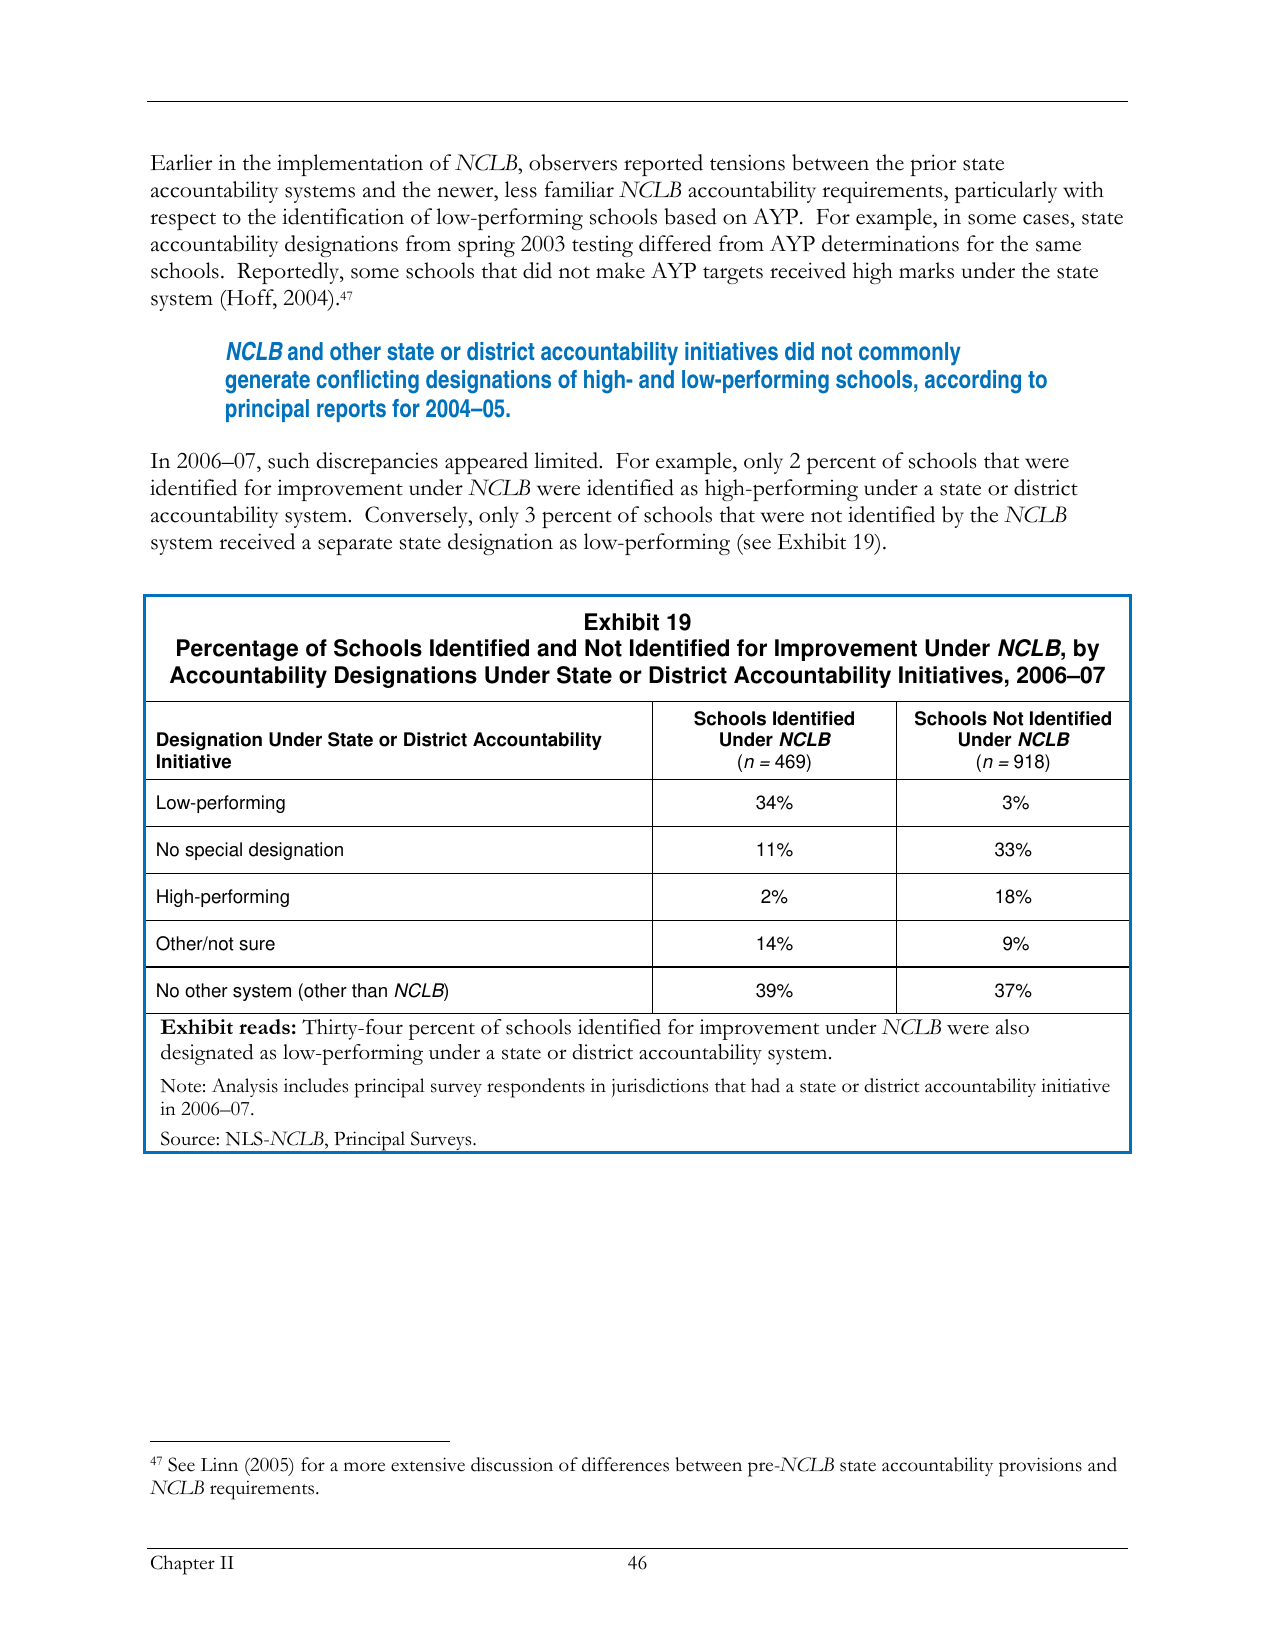 Earlier in the implementation of NCLB, observers reported tensions between the prior state
accountability systems and the newer, less familiar NCLB accountability requirements, particularly with
respect to the identification of low-performing schools based on AYP.  For example, in some cases, state
accountability designations from spring 2003 testing differed from AYP determinations for the same
schools.  Reportedly, some schools that did not make AYP targets received high marks under the state
system (Hoff, 2004).47
NCLB and other state or district accountability initiatives did not commonly
generate conflicting designations of high- and low-performing schools, according to
principal reports for 2004–05.
In 2006–07, such discrepancies appeared limited.  For example, only 2 percent of schools that were
identified for improvement under NCLB were identified as high-performing under a state or district
accountability system.  Conversely, only 3 percent of schools that were not identified by the NCLB
system received a separate state designation as low-performing (see Exhibit 19).
Exhibit 19
Percentage of Schools Identified and Not Identified for Improvement Under NCLB, by
Accountability Designations Under State or District Accountability Initiatives, 2006–07
Designation Under State or District Accountability
Initiative
Schools Identified
Under NCLB
(n = 469)
Schools Not Identified
Under NCLB
(n = 918)
Low-performing 34% 3%
No special designation 11% 33%
High-performing 2% 18%
Other/not sure 14% 9%
No other system (other than NCLB) 39% 37%
Exhibit reads: Thirty-four percent of schools identified for improvement under NCLB were also
designated as low-performing under a state or district accountability system.
Note: Analysis includes principal survey respondents in jurisdictions that had a state or district accountability initiative
in 2006–07.
Source: NLS-NCLB, Principal Surveys.
47 See Linn (2005) for a more extensive discussion of differences between pre-NCLB state accountability provisions and
NCLB requirements.
Chapter II 46